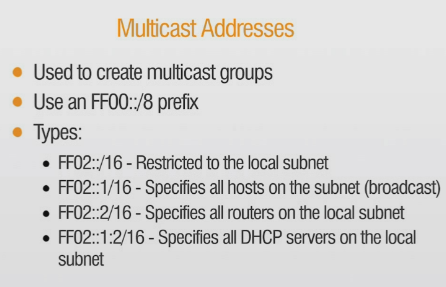 Multicast Addresses
• Used to create multicast groups
• Use an FF00::/8 prefix
• Types:
• FF02::/16 - Restricted to the local subnet
• FF02::1/16 - Specifies all hosts on the subnet (broadcast)
• FF02::2/16 - Specifies all routers on the local subnet
• FF02::1:2/16 - Specifies all DHCP servers on the local
subnet